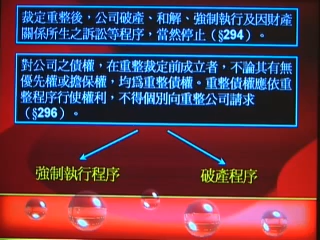 裁定重整後，公司破產、和解、強制執行及因財產
關係所生之訴訟等程序，當然停止（§294）。
對公司之債權，在重整裁定前成立者，不論其有無
優先權或擔保權，均爲重整債權。重整債權應依重
整程序行使權利，不得個別向重整公司請求
（§296）。
強制執行程序
破產程序